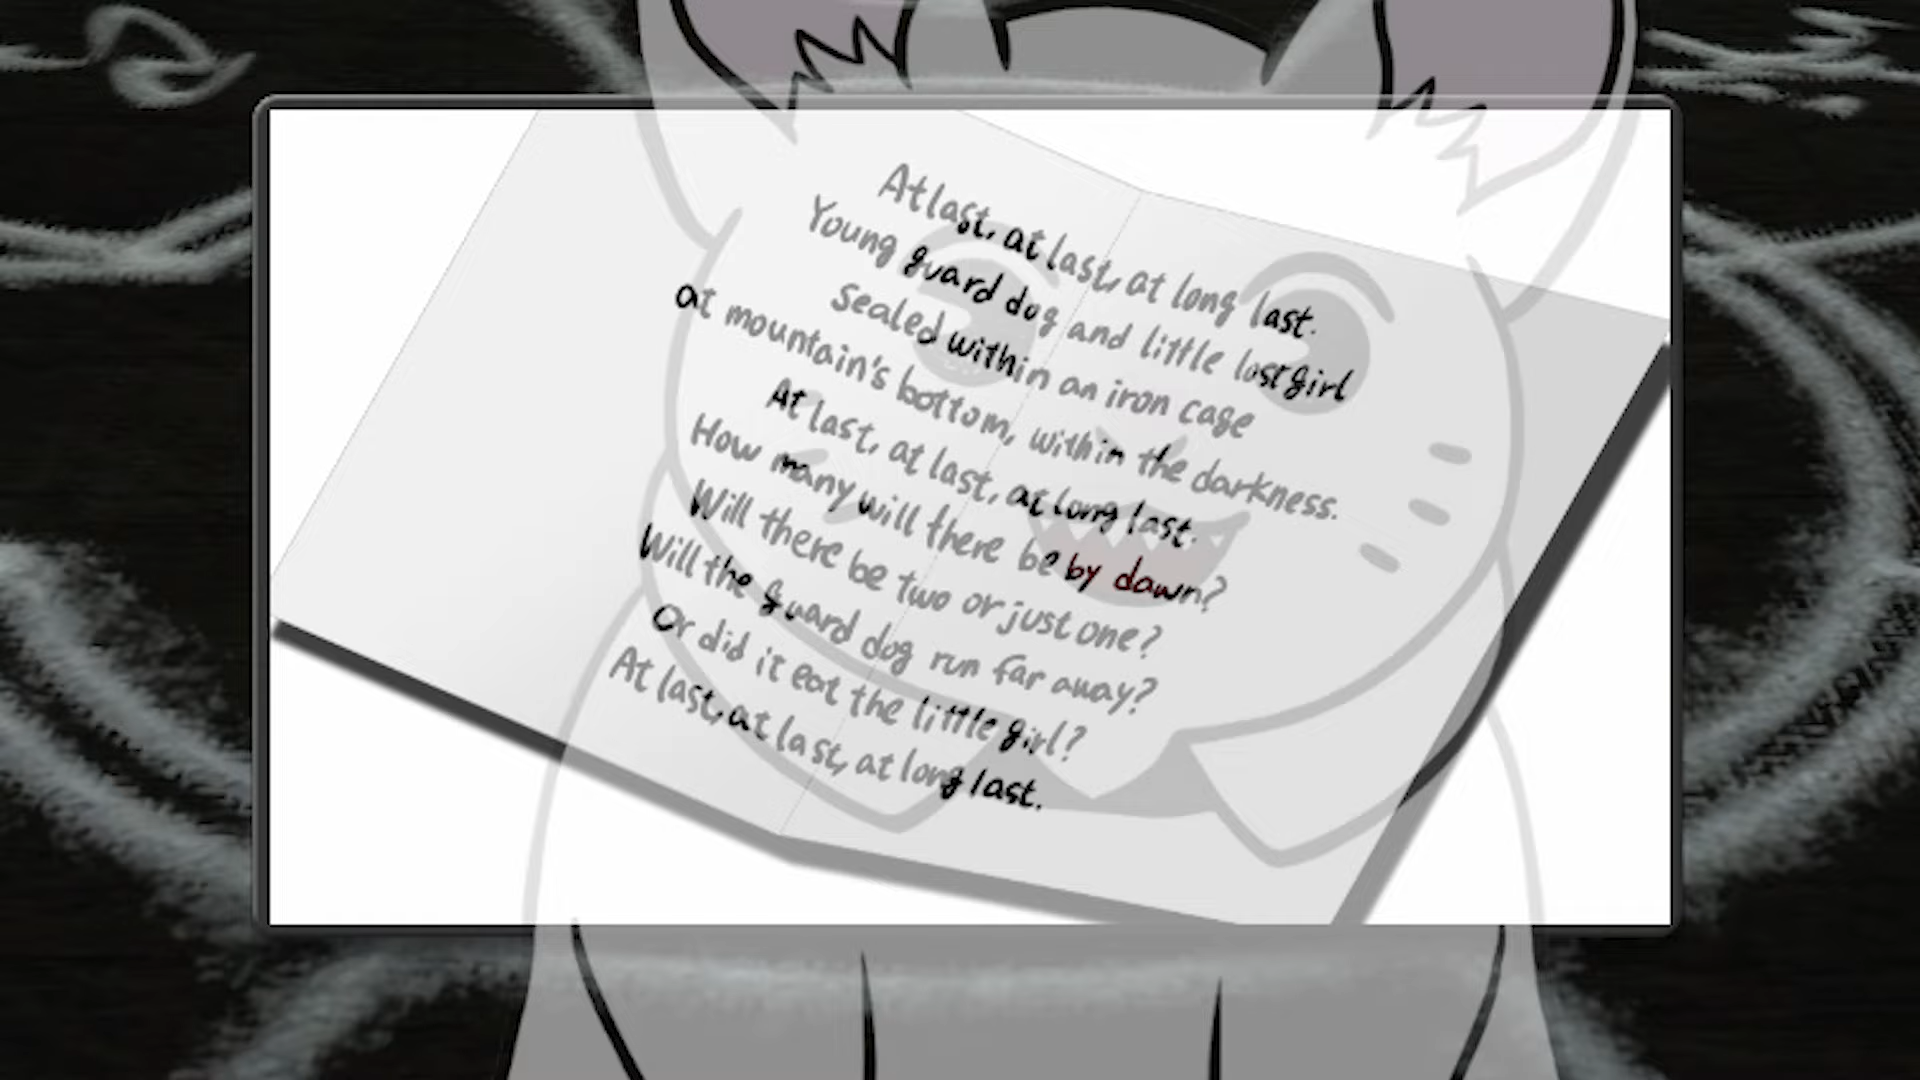 At last, at last, at long last.
Young guard dog and little lost girl
sealed within an iron cage
at mountain's bottom, within the darkness.
At last, at last, at long last.
How many will there be by dawn?
Will there be two or just one?
Will the guard dog run far away?
Or did it eat the little girl?
At last, at last, at long last.